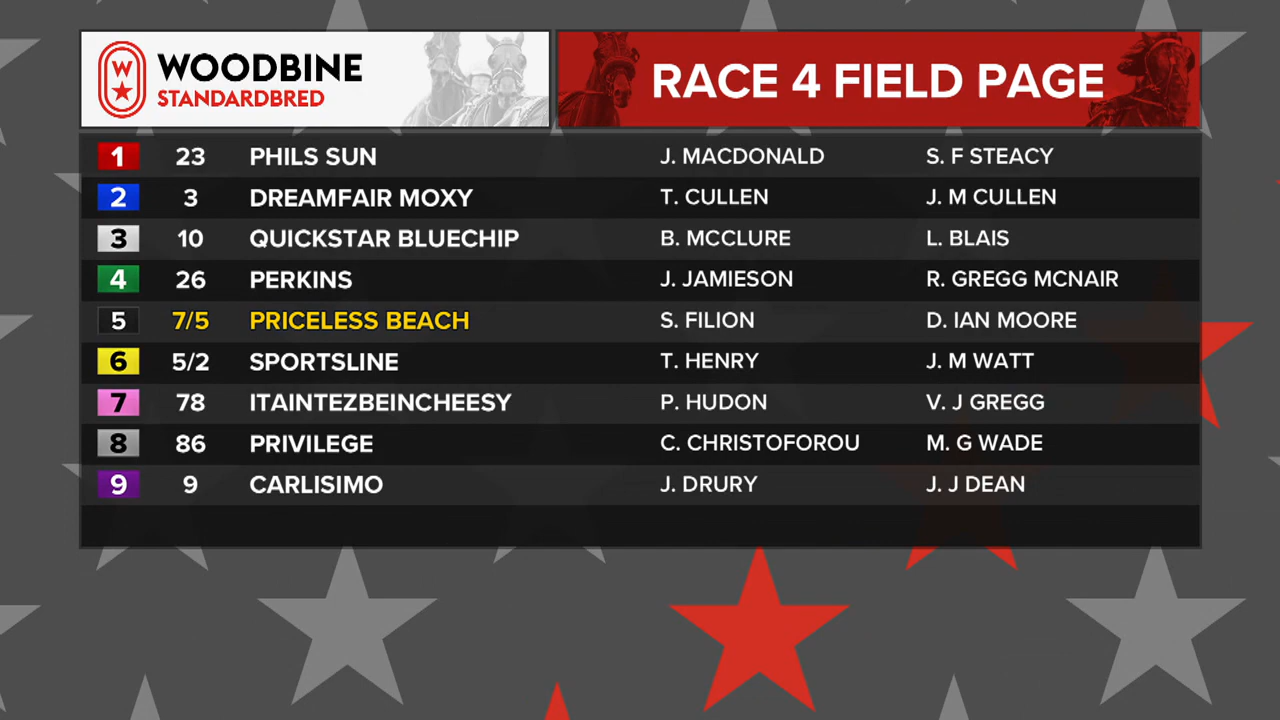 W WOODBINE
STANDARDBRED
RACE 4 FIELD PAGE
1 23 PHILS SUN J. MACDONALD S. F STEACY
2 3 DREAMFAIR MOXY T. CULLEN J. M CULLEN
3 10 QUICKSTAR BLUECHIP B. MCCLURE L. BLAIS
4 26 PERKINS J. JAMIESON R. GREGG MCNAIR
5 7/5 PRICELESS BEACH S. FILION D. IAN MOORE
6 5/2 SPORTSLINE T. HENRY J. M WATT
7 78 ITAINTEZBEINCHEESY P. HUDON V. J GREGG
8 86 PRIVILEGE C. CHRISTOFOROU M. G WADE
9 9 CARLISIMO J. DRURY J. J DEAN